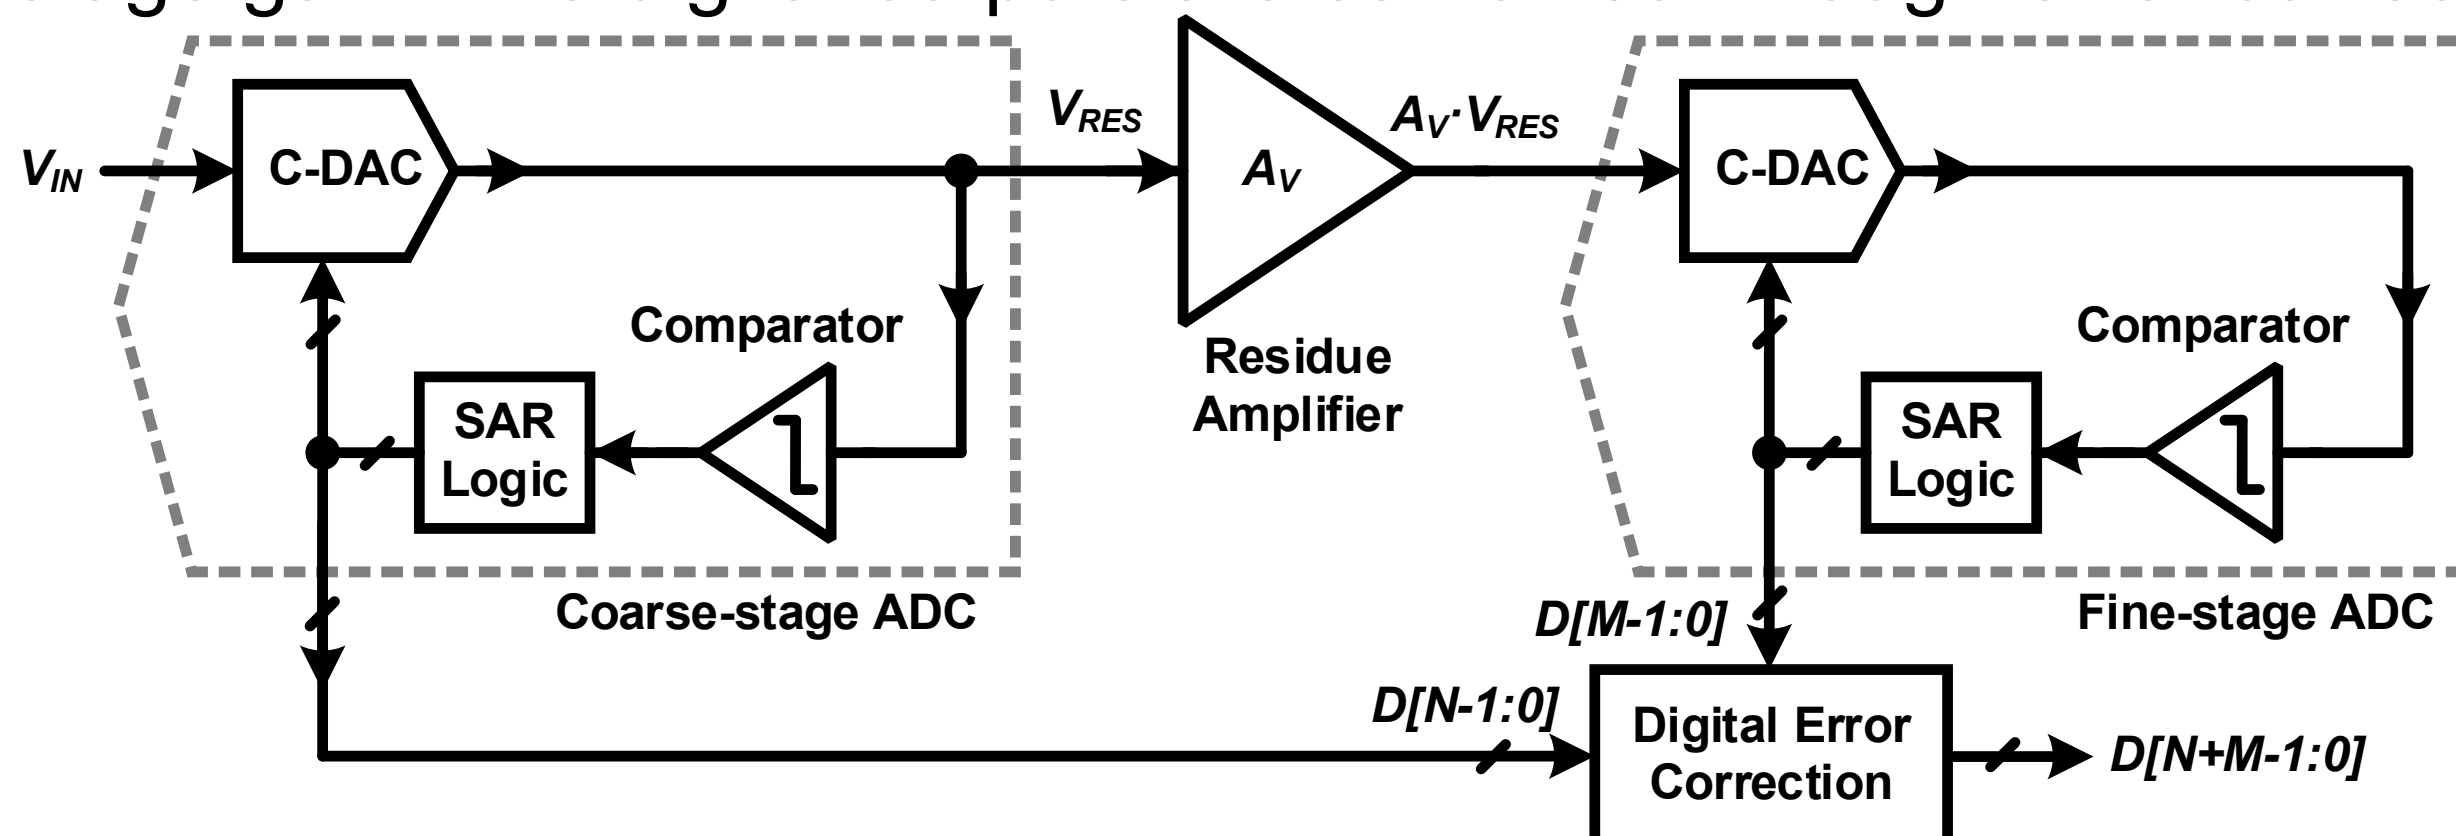 V_IN
C-DAC
V_RES
A_V
A_V·V_RES
C-DAC
Comparator
Residue
Amplifier
Comparator
SAR
Logic
SAR
Logic
Coarse-stage ADC
D[M-1:0]
Fine-stage ADC
D[N-1:0]
Digital Error
Correction
D[N+M-1:0]